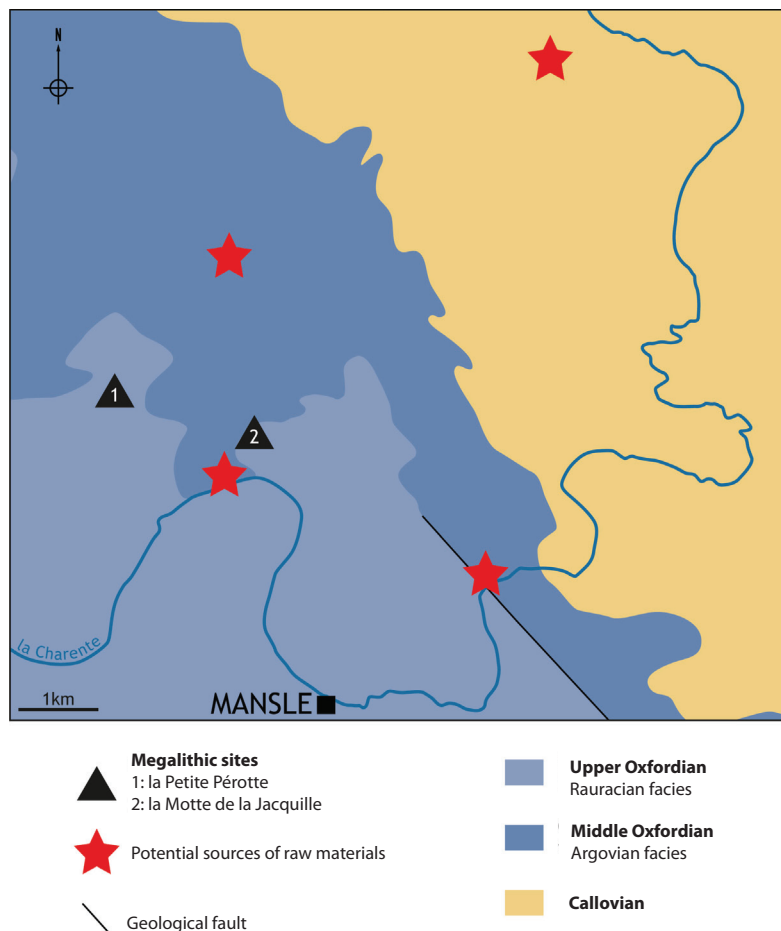 N
1
2
la Charente
1km
MANSLE
Megalithic sites
1: la Petite Pérotte
2: la Motte de la Jacquille
Potential sources of raw materials
Geological fault
Upper Oxfordian
Rauracian facies
Middle Oxfordian
Argovian facies
Callovian